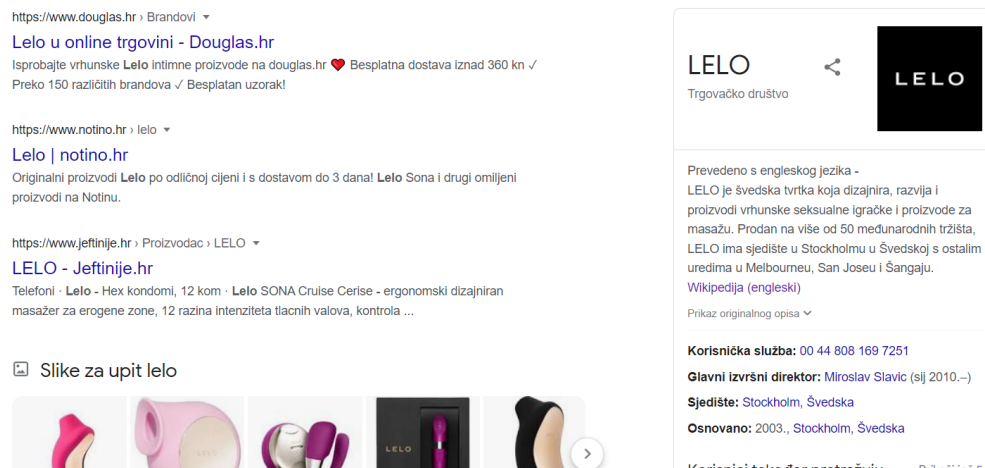 https://www.douglas.hr › Brandovi
Lelo u online trgovini - Douglas.hr
Isprobajte vrhunske Lelo intimne proizvode na douglas.hr ❤️ Besplatna dostava iznad 360 kn ✓
Preko 150 različitih brandova ✓ Besplatan uzorak!
https://www.notino.hr › lelo
Lelo | notino.hr
Originalni proizvodi Lelo po odličnoj cijeni i s dostavom do 3 dana! Lelo Sona i drugi omiljeni
proizvodi na Notinu.
https://www.jeftinije.hr › Proizvodac › LELO
LELO - Jeftinije.hr
Telefoni · Lelo - Hex kondomi, 12 kom · Lelo SONA Cruise Cerise - ergonomski dizajniran
masažer za erogene zone, 12 razina intenziteta tlacnih valova, kontrola ...
Slike za upit lelo
LELO
LELO
Trgovačko društvo
LELO
Prevedeno s engleskog jezika -
LELO je švedska tvrtka koja dizajnira, razvija i
proizvodi vrhunske seksualne igračke i proizvode za
masažu. Prodan na više od 50 međunarodnih tržišta,
LELO ima sjedište u Stockholmu u Švedskoj s ostalim
uredima u Melbourneu, San Joseu i Šangaju.
Wikipedija (engleski)
Prikaz originalnog opisa
Korisnička služba: 00 44 808 169 7251
Glavni izvršni direktor: Miroslav Slavic (sij 2010.–)
Sjedište: Stockholm, Švedska
Osnovano: 2003., Stockholm, Švedska